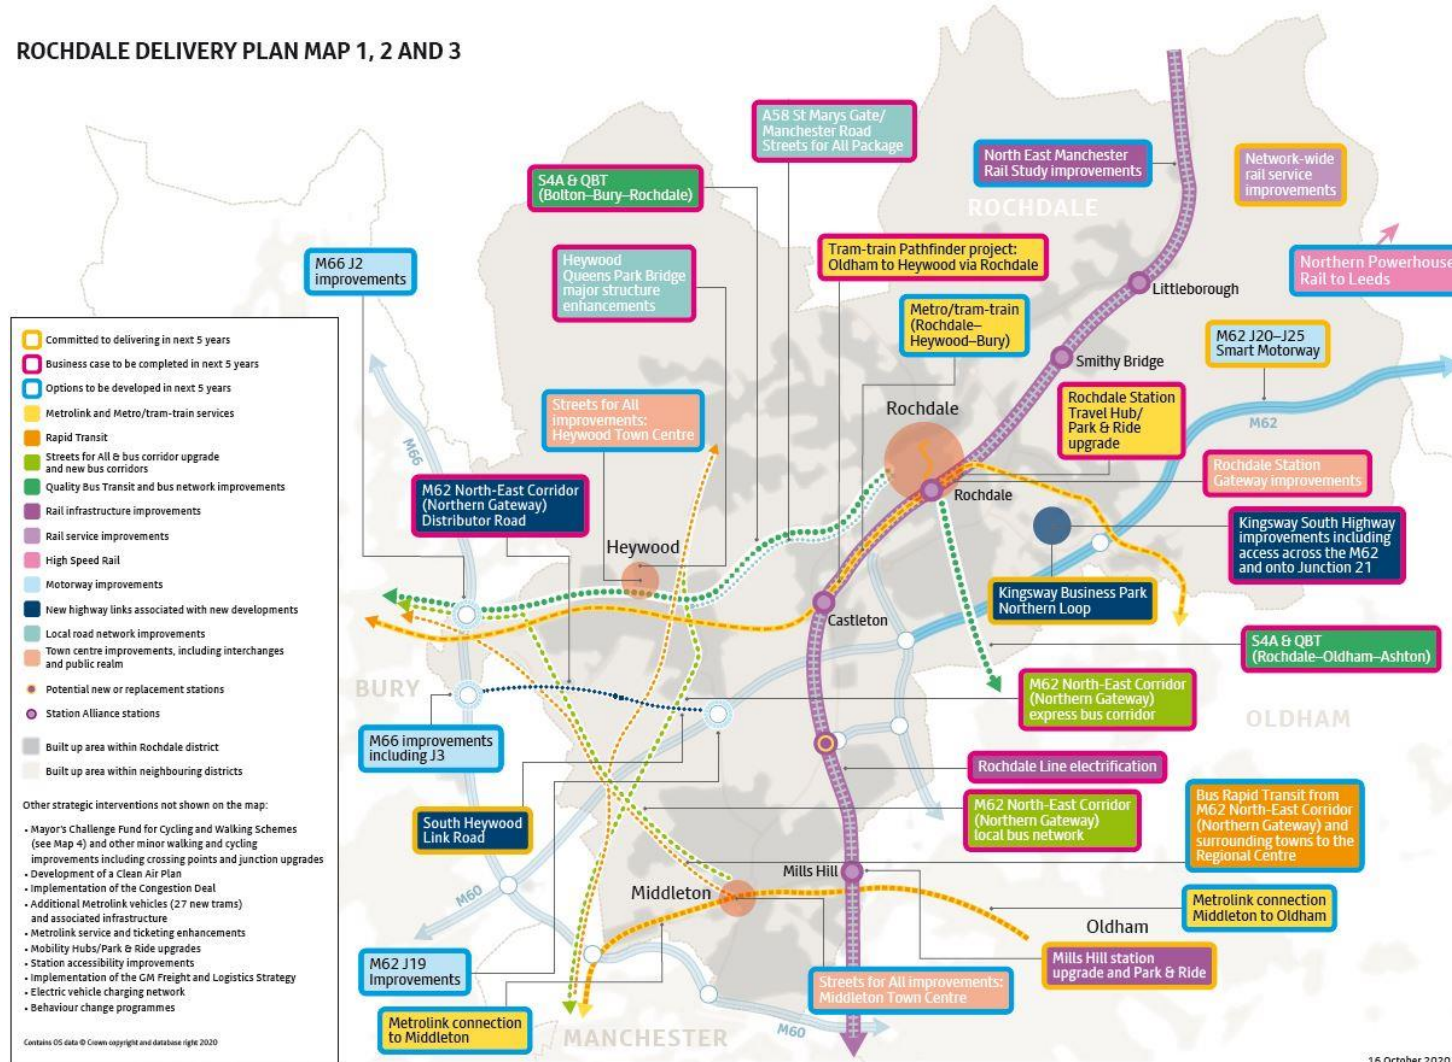 ROCHDALE DELIVERY PLAN MAP 1, 2 AND 3
A58 St Marys Gate/
Manchester Road
Streets for All Package
North East Manchester
Rail Study improvements
Network-wide
rail service
improvements
S4A & QBT
(Bolton–Bury–Rochdale)
ROCHDALE
M66 J2
improvements
Heywood
Queens Park Bridge
major structure
enhancements
Tram-train Pathfinder project:
Oldham to Heywood via Rochdale
Northern Powerhouse
Rail to Leeds
Littleborough
Metro/tram-train
(Rochdale–
Heywood–Bury)
M62 J20–J25
Smart Motorway
Smithy Bridge
Committed to delivering in next 5 years
Business case to be completed in next 5 years
Options to be developed in next 5 years
Metrolink and Metro/tram-train services
Rapid Transit
Streets for All & bus corridor upgrade
and new bus corridors
Quality Bus Transit and bus network improvements
Rail infrastructure improvements
Rail service improvements
High Speed Rail
Motorway improvements
New highway links associated with new developments
Local road network improvements
Town centre improvements, including interchanges
and public realm
Potential new or replacement stations
Station Alliance stations
Built up area within Rochdale district
Built up area within neighbouring districts
Other strategic interventions not shown on the map:
• Mayor's Challenge Fund for Cycling and Walking Schemes
(see Map 4) and other minor walking and cycling
improvements including crossing points and junction upgrades
• Development of a Clean Air Plan
• Implementation of the Congestion Deal
• Additional Metrolink vehicles (27 new trams)
and associated infrastructure
• Metrolink service and ticketing enhancements
• Mobility Hubs/Park & Ride upgrades
• Station accessibility improvements
• Implementation of the GM Freight and Logistics Strategy
• Electric vehicle charging network
• Behaviour change programmes
Contains OS data © Crown copyright and database right 2020
M66
Streets for All
improvements:
Heywood Town Centre
Rochdale
Rochdale Station
Travel Hub/
Park & Ride
upgrade
M62
Rochdale Station
Gateway improvements
M62 North-East Corridor
(Northern Gateway)
Distributor Road
Rochdale
Kingsway South Highway
improvements including
access across the M62
and onto Junction 21
Heywood
Kingsway Business Park
Northern Loop
Castleton
S4A & QBT
(Rochdale–Oldham–Ashton)
BURY
M62 North-East Corridor
(Northern Gateway)
express bus corridor
OLDHAM
M66 improvements
including J3
Rochdale Line electrification
South Heywood
Link Road
M62 North-East Corridor
(Northern Gateway)
local bus network
Bus Rapid Transit from
M62 North-East Corridor
(Northern Gateway) and
surrounding towns to the
Regional Centre
Mills Hill
M60
Middleton
Metrolink connection
Middleton to Oldham
Oldham
M62 J19
Improvements
Mills Hill station
upgrade and Park & Ride
Streets for All improvements:
Middleton Town Centre
Metrolink connection
to Middleton
MANCHESTER
M60
16 October 2020